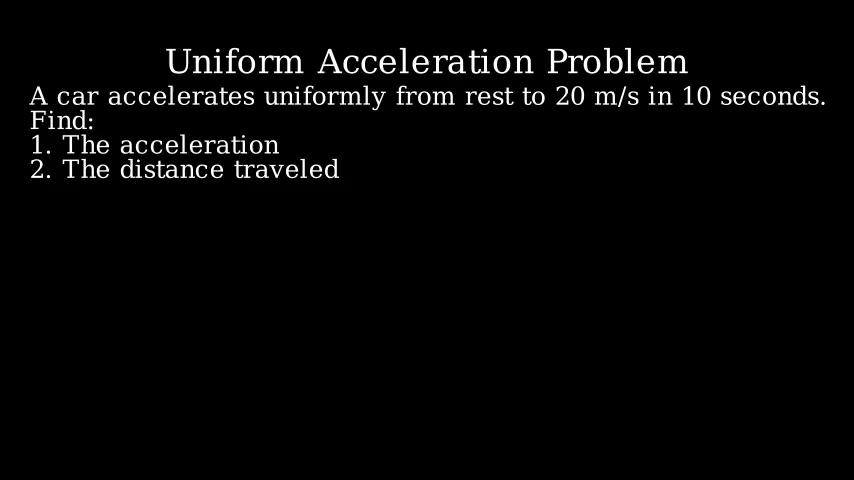 Uniform Acceleration Problem
A car accelerates uniformly from rest to 20 m/s in 10 seconds.
Find:
1. The acceleration
2. The distance traveled